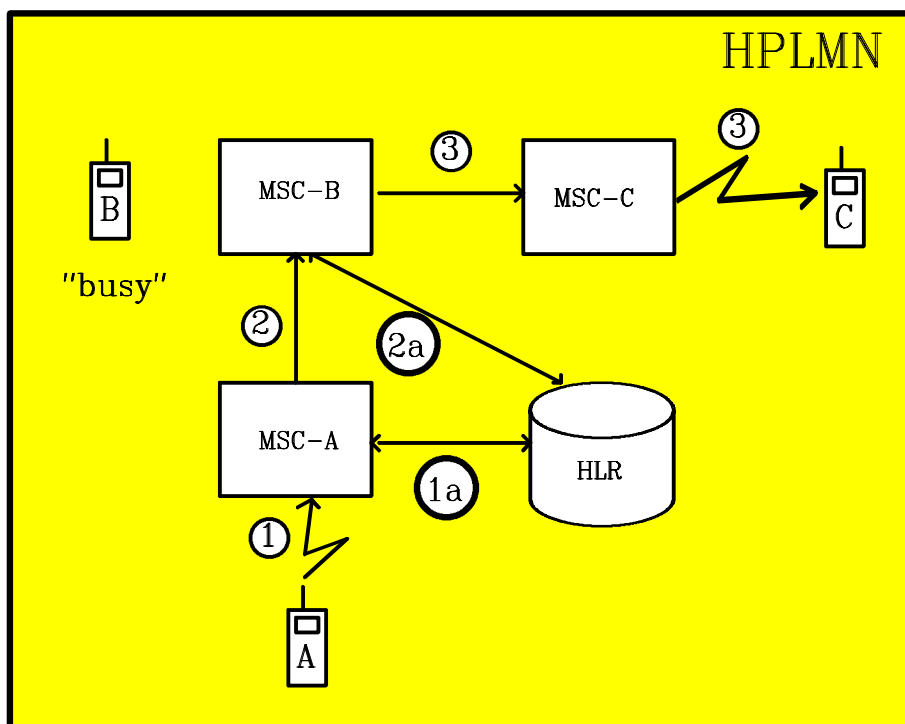 HPLMN
3
3
MSC-B
MSC-C
B
C
"busy"
2
2a
MSC-A
HLR
1a
1
A